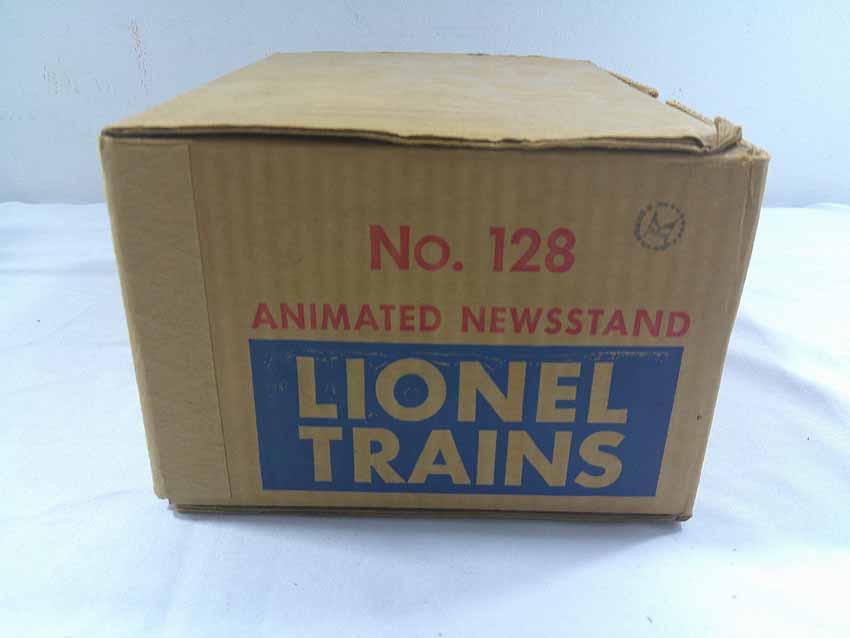 No. 128
ANIMATED NEWSSTAND
LIONEL
TRAINS